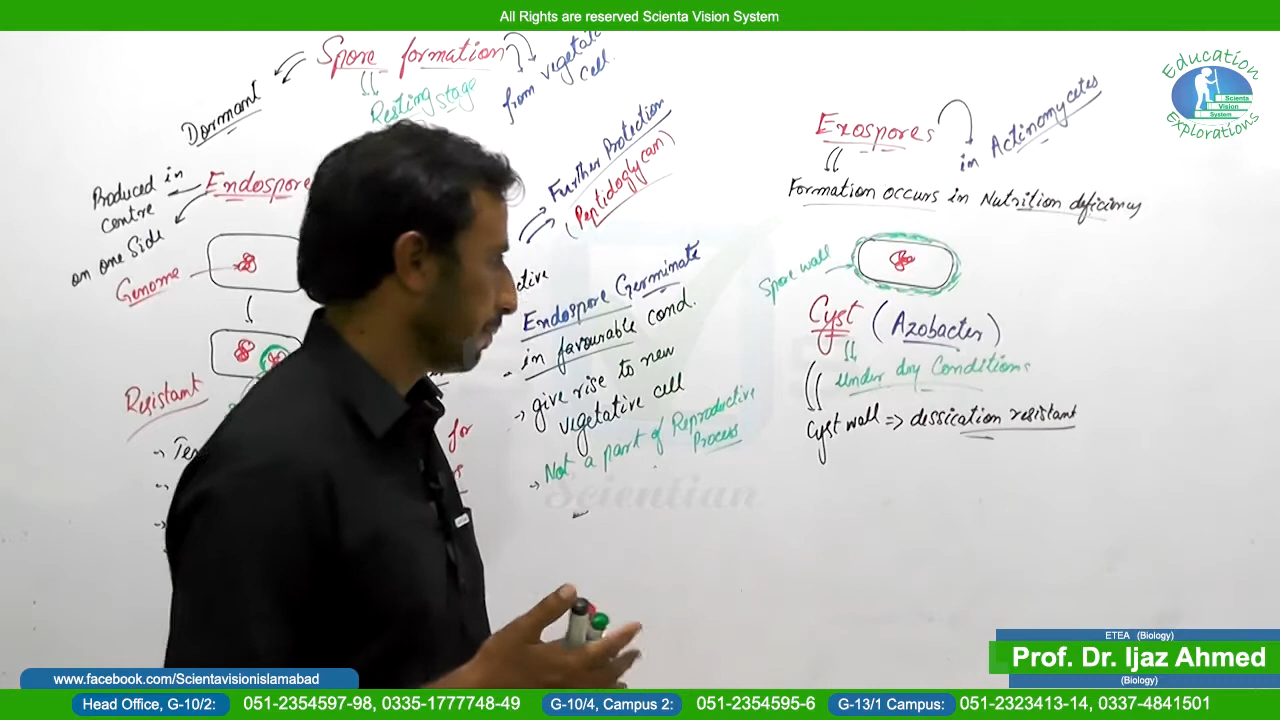 All Rights are reserved Scienta Vision System
Spore formation
from vegetati
cell.
Dormant
Resting stage
Education
Scienta
Vision
System
Explorations
Produced in
centre
on one side
Endospore
Genome
Resistant
Further Protection
(Peptidoglycan)
ctive
Endospore Germinate
in favourable cond.
give rise to new
vegetative cell
Not a part of Reproductive
Process
for
Exospores
in Actinomycetes
Formation occurs in Nutrition deficiency
Spore wall
Cyst (Azobacter)
Under dry Conditions
Cyst wall => dessication resistant
Scientian
ETEA (Biology)
Prof. Dr. Ijaz Ahmed
(Biology)
www.facebook.com/Scientavisionislamabad
Head Office, G-10/2: 051-2354597-98, 0335-1777748-49 G-10/4, Campus 2: 051-2354595-6 G-13/1 Campus: 051-2323413-14, 0337-4841501